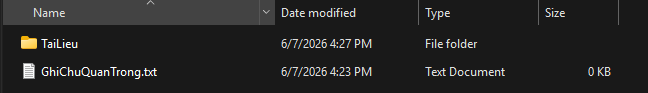 Name Date modified Type Size
TaiLieu 6/7/2026 4:27 PM File folder
GhiChuQuanTrong.txt 6/7/2026 4:23 PM Text Document 0 KB